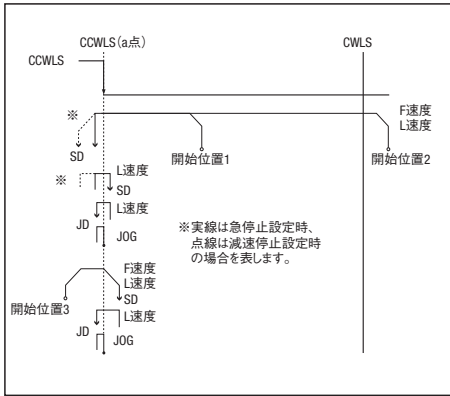 CCWLS(a点)
CWLS
CCWLS
※
F速度
L速度
SD
開始位置1
開始位置2
※
L速度
SD
L速度
JD
JOG
※実線は急停止設定時、
点線は減速停止設定時
の場合を表します。
F速度
L速度
開始位置3
SD
L速度
JD
JOG